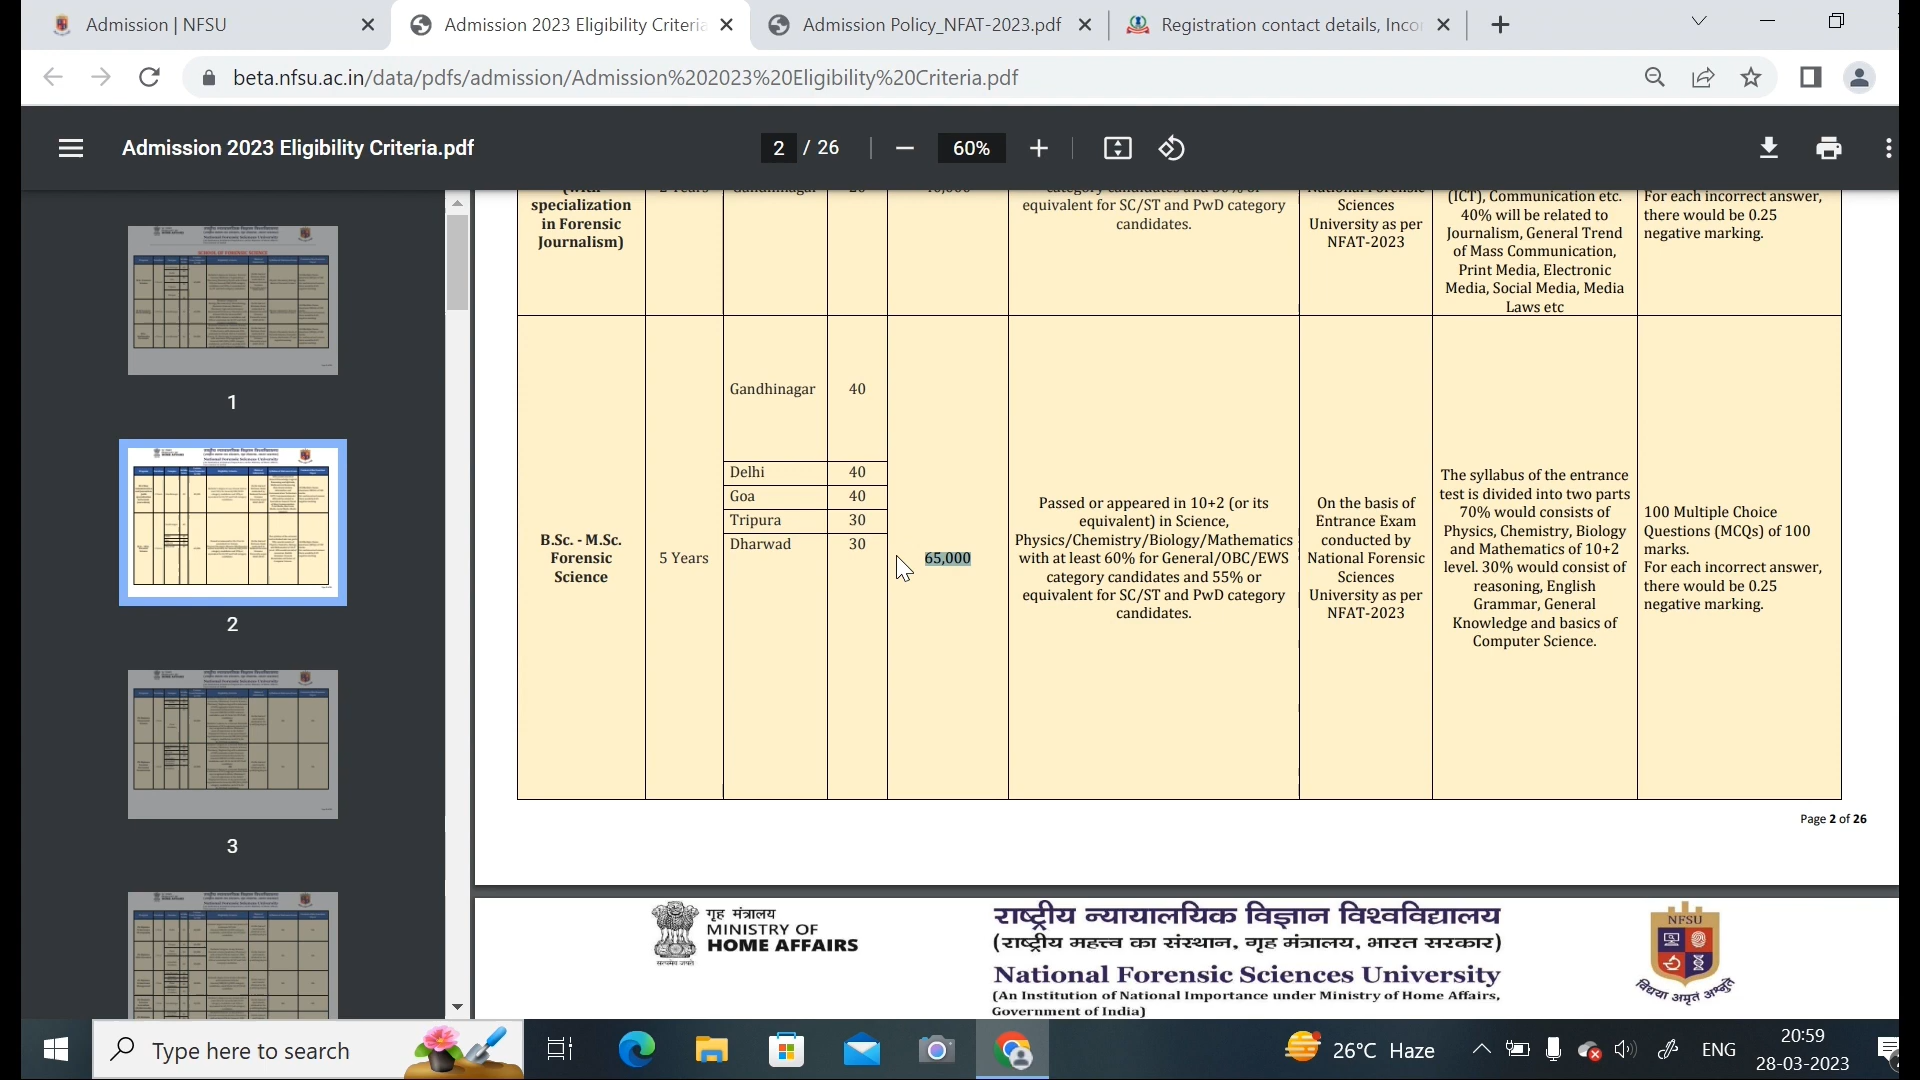 Admission | NFSU
Admission 2023 Eligibility Criteria
Admission Policy_NFAT-2023.pdf
Registration contact details, Incor
beta.nfsu.ac.in/data/pdfs/admission/Admission%202023%20Eligibility%20Criteria.pdf
Admission 2023 Eligibility Criteria.pdf
2 / 26
60%
1
2
3
specialization
in Forensic
Journalism)
equivalent for SC/ST and PwD category
candidates.
Sciences
University as per
NFAT-2023
(ICT), Communication etc.
40% will be related to
Journalism, General Trend
of Mass Communication,
Print Media, Electronic
Media, Social Media, Media
Laws etc
For each incorrect answer,
there would be 0.25
negative marking.
B.Sc. - M.Sc.
Forensic
Science
5 Years
Gandhinagar 40
Delhi 40
Goa 40
Tripura 30
Dharwad 30
65,000
Passed or appeared in 10+2 (or its
equivalent) in Science,
Physics/Chemistry/Biology/Mathematics
with at least 60% for General/OBC/EWS
category candidates and 55% or
equivalent for SC/ST and PwD category
candidates.
On the basis of
Entrance Exam
conducted by
National Forensic
Sciences
University as per
NFAT-2023
The syllabus of the entrance
test is divided into two parts
70% would consists of
Physics, Chemistry, Biology
and Mathematics of 10+2
level. 30% would consist of
reasoning, English
Grammar, General
Knowledge and basics of
Computer Science.
100 Multiple Choice
Questions (MCQs) of 100
marks.
For each incorrect answer,
there would be 0.25
negative marking.
Page 2 of 26
सत्यमेव जयते
गृह मंत्रालय
MINISTRY OF
HOME AFFAIRS
राष्ट्रीय न्यायालयिक विज्ञान विश्वविद्यालय
(राष्ट्रीय महत्त्व का संस्थान, गृह मंत्रालय, भारत सरकार)
National Forensic Sciences University
(An Institution of National Importance under Ministry of Home Affairs,
Government of India)
NFSU
विद्यया अमृतं अश्नुते
Type here to search
26°C Haze
ENG
20:59
28-03-2023